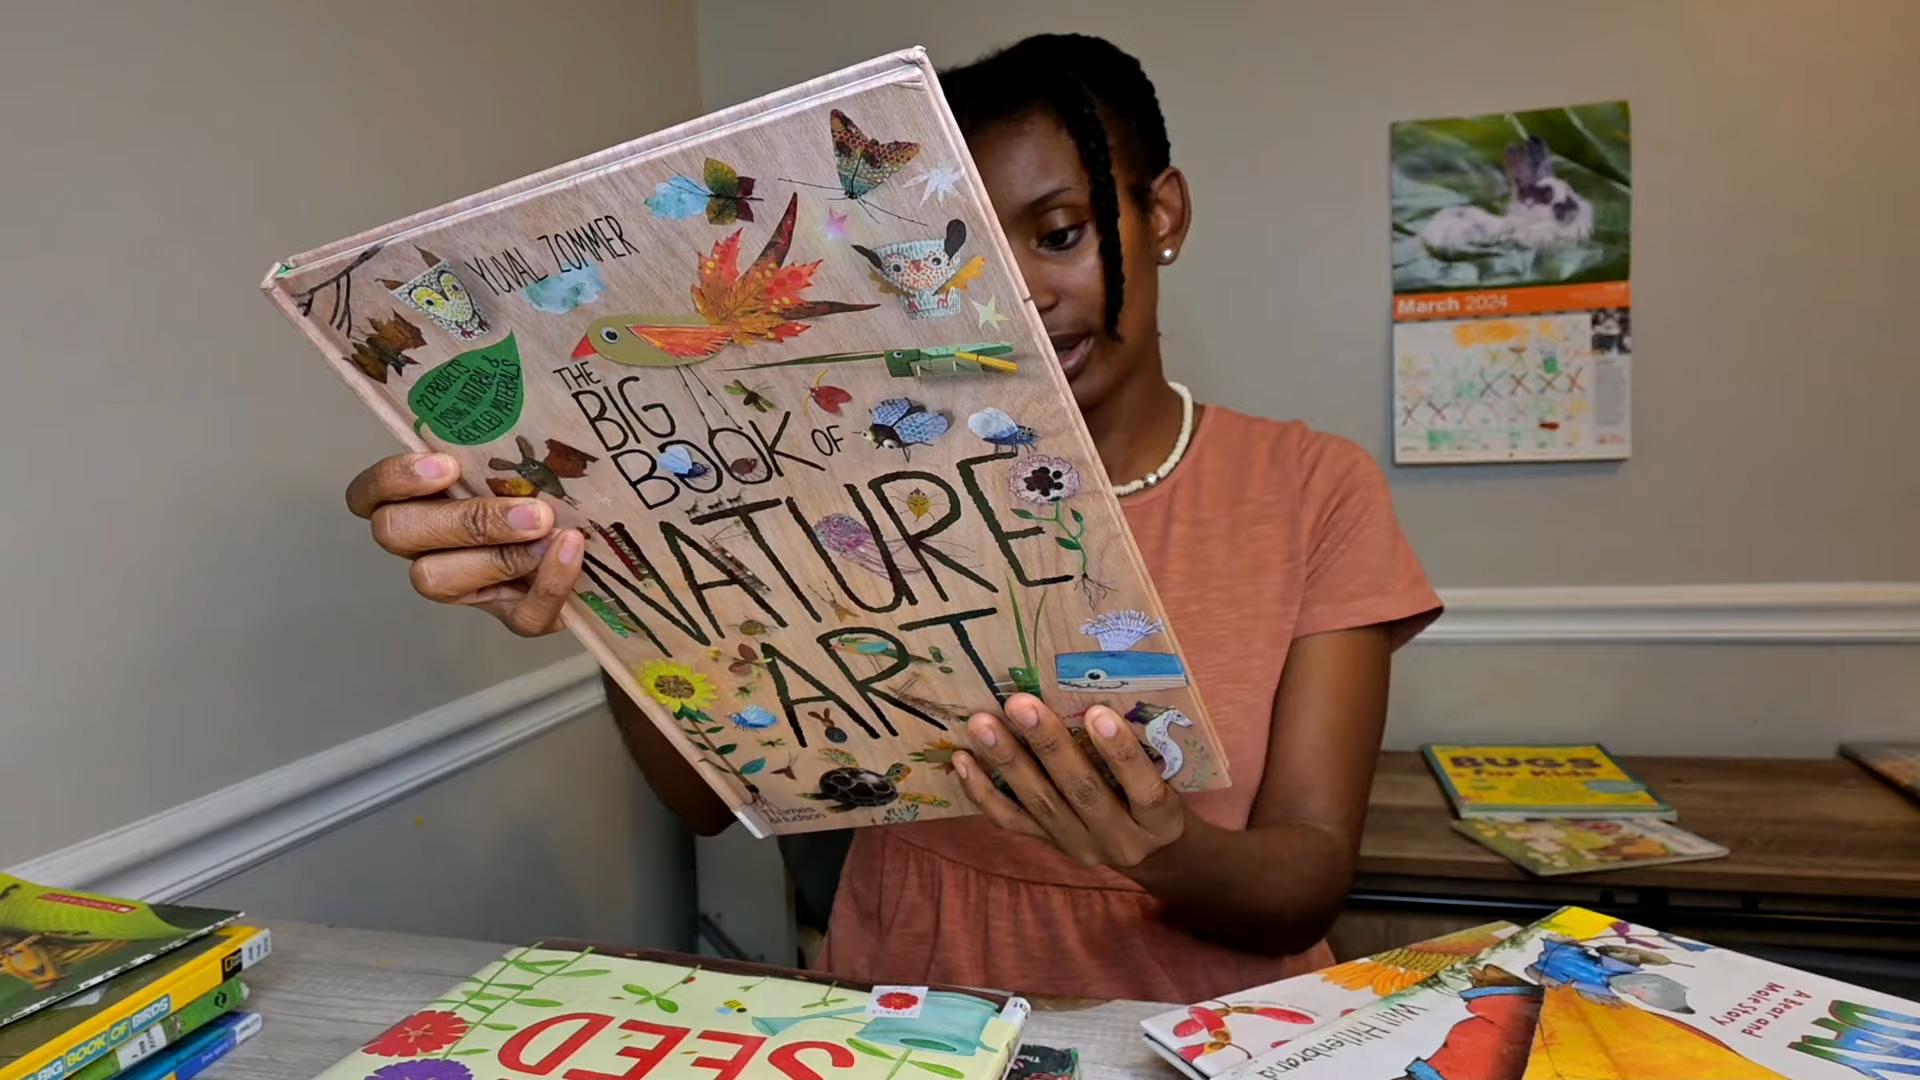 YUVAL ZOMMER
22 PROJECTS
USING NATURAL &
RECYCLED MATERIALS
THE
BIG
BOOK OF
NATURE
ART
Thames
&Hudson
March 2024
BUGS
for Kids
BIG BOOK OF BIRDS
SEED
ZINNIA
Will Hillenbrand
A Bear and
Mole Story